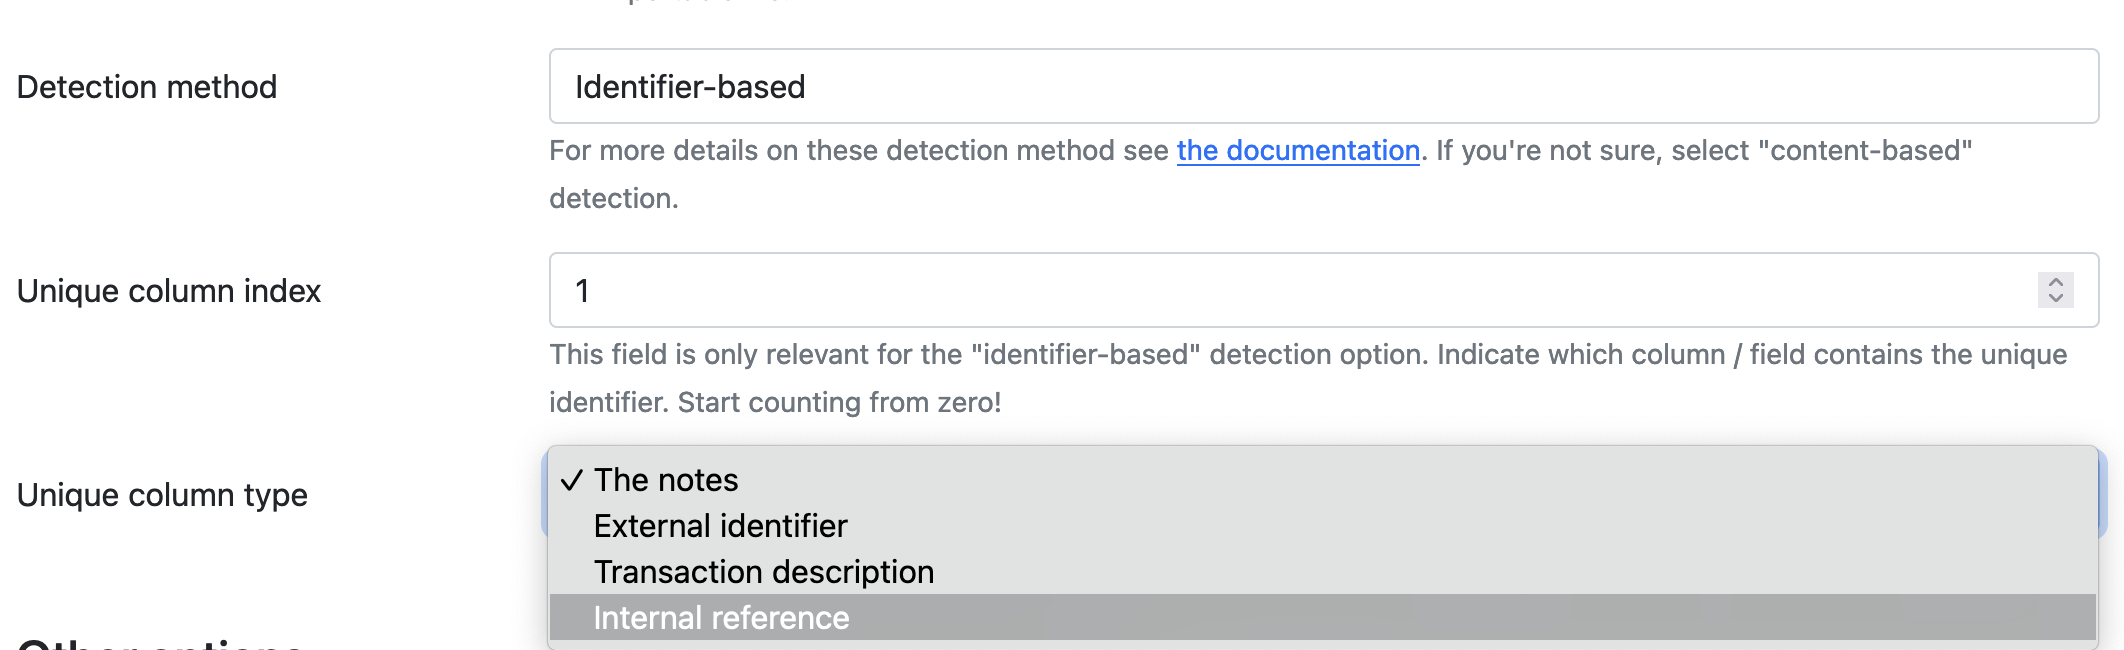 Detection method
Identifier-based
For more details on these detection method see the documentation. If you're not sure, select "content-based"
detection.
Unique column index
1
This field is only relevant for the "identifier-based" detection option. Indicate which column / field contains the unique
identifier. Start counting from zero!
Unique column type
✓ The notes
External identifier
Transaction description
Internal reference
Other options